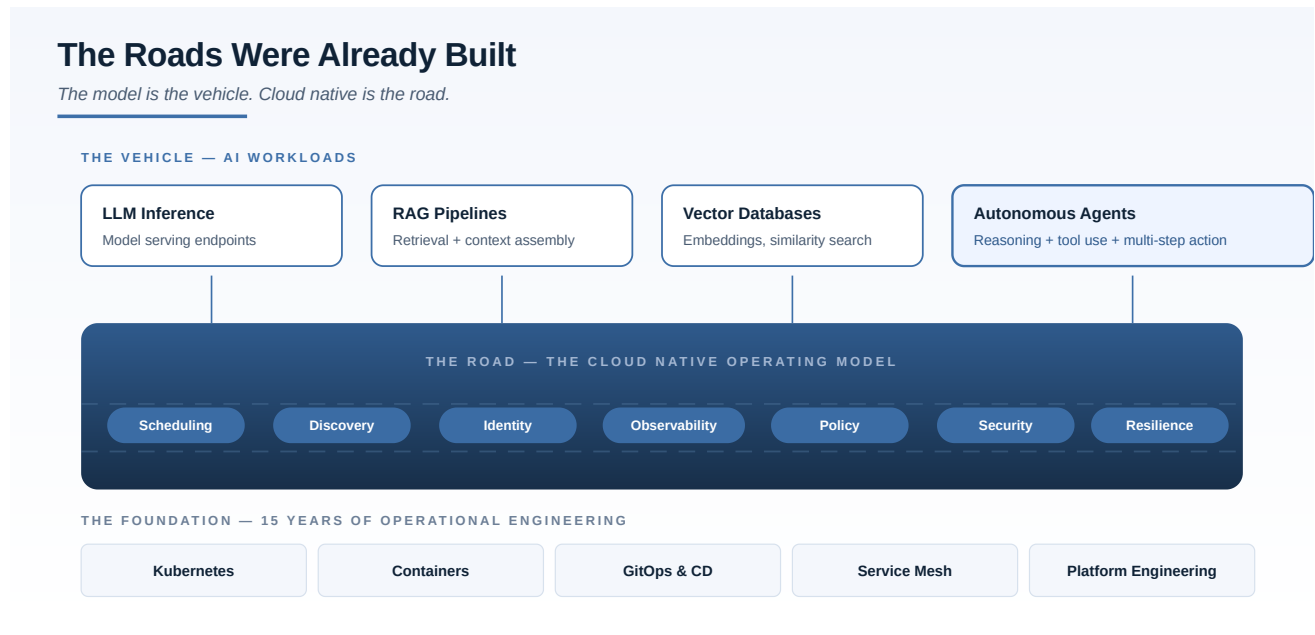 The Roads Were Already Built
The model is the vehicle. Cloud native is the road.
THE VEHICLE — AI WORKLOADS
LLM Inference
Model serving endpoints
RAG Pipelines
Retrieval + context assembly
Vector Databases
Embeddings, similarity search
Autonomous Agents
Reasoning + tool use + multi-step action
THE ROAD — THE CLOUD NATIVE OPERATING MODEL
Scheduling
Discovery
Identity
Observability
Policy
Security
Resilience
THE FOUNDATION — 15 YEARS OF OPERATIONAL ENGINEERING
Kubernetes
Containers
GitOps & CD
Service Mesh
Platform Engineering